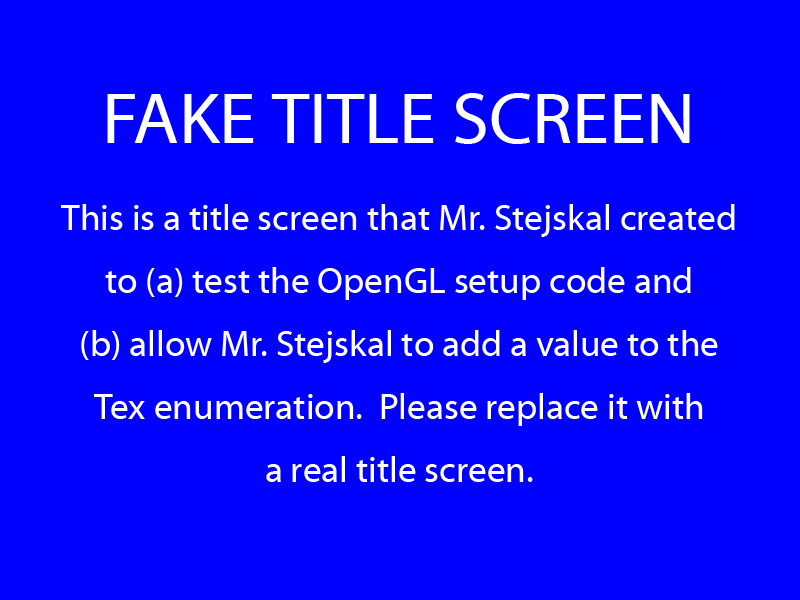 FAKE TITLE SCREEN
This is a title screen that Mr. Stejskal created
to (a) test the OpenGL setup code and
(b) allow Mr. Stejskal to add a value to the
Tex enumeration.  Please replace it with
a real title screen.